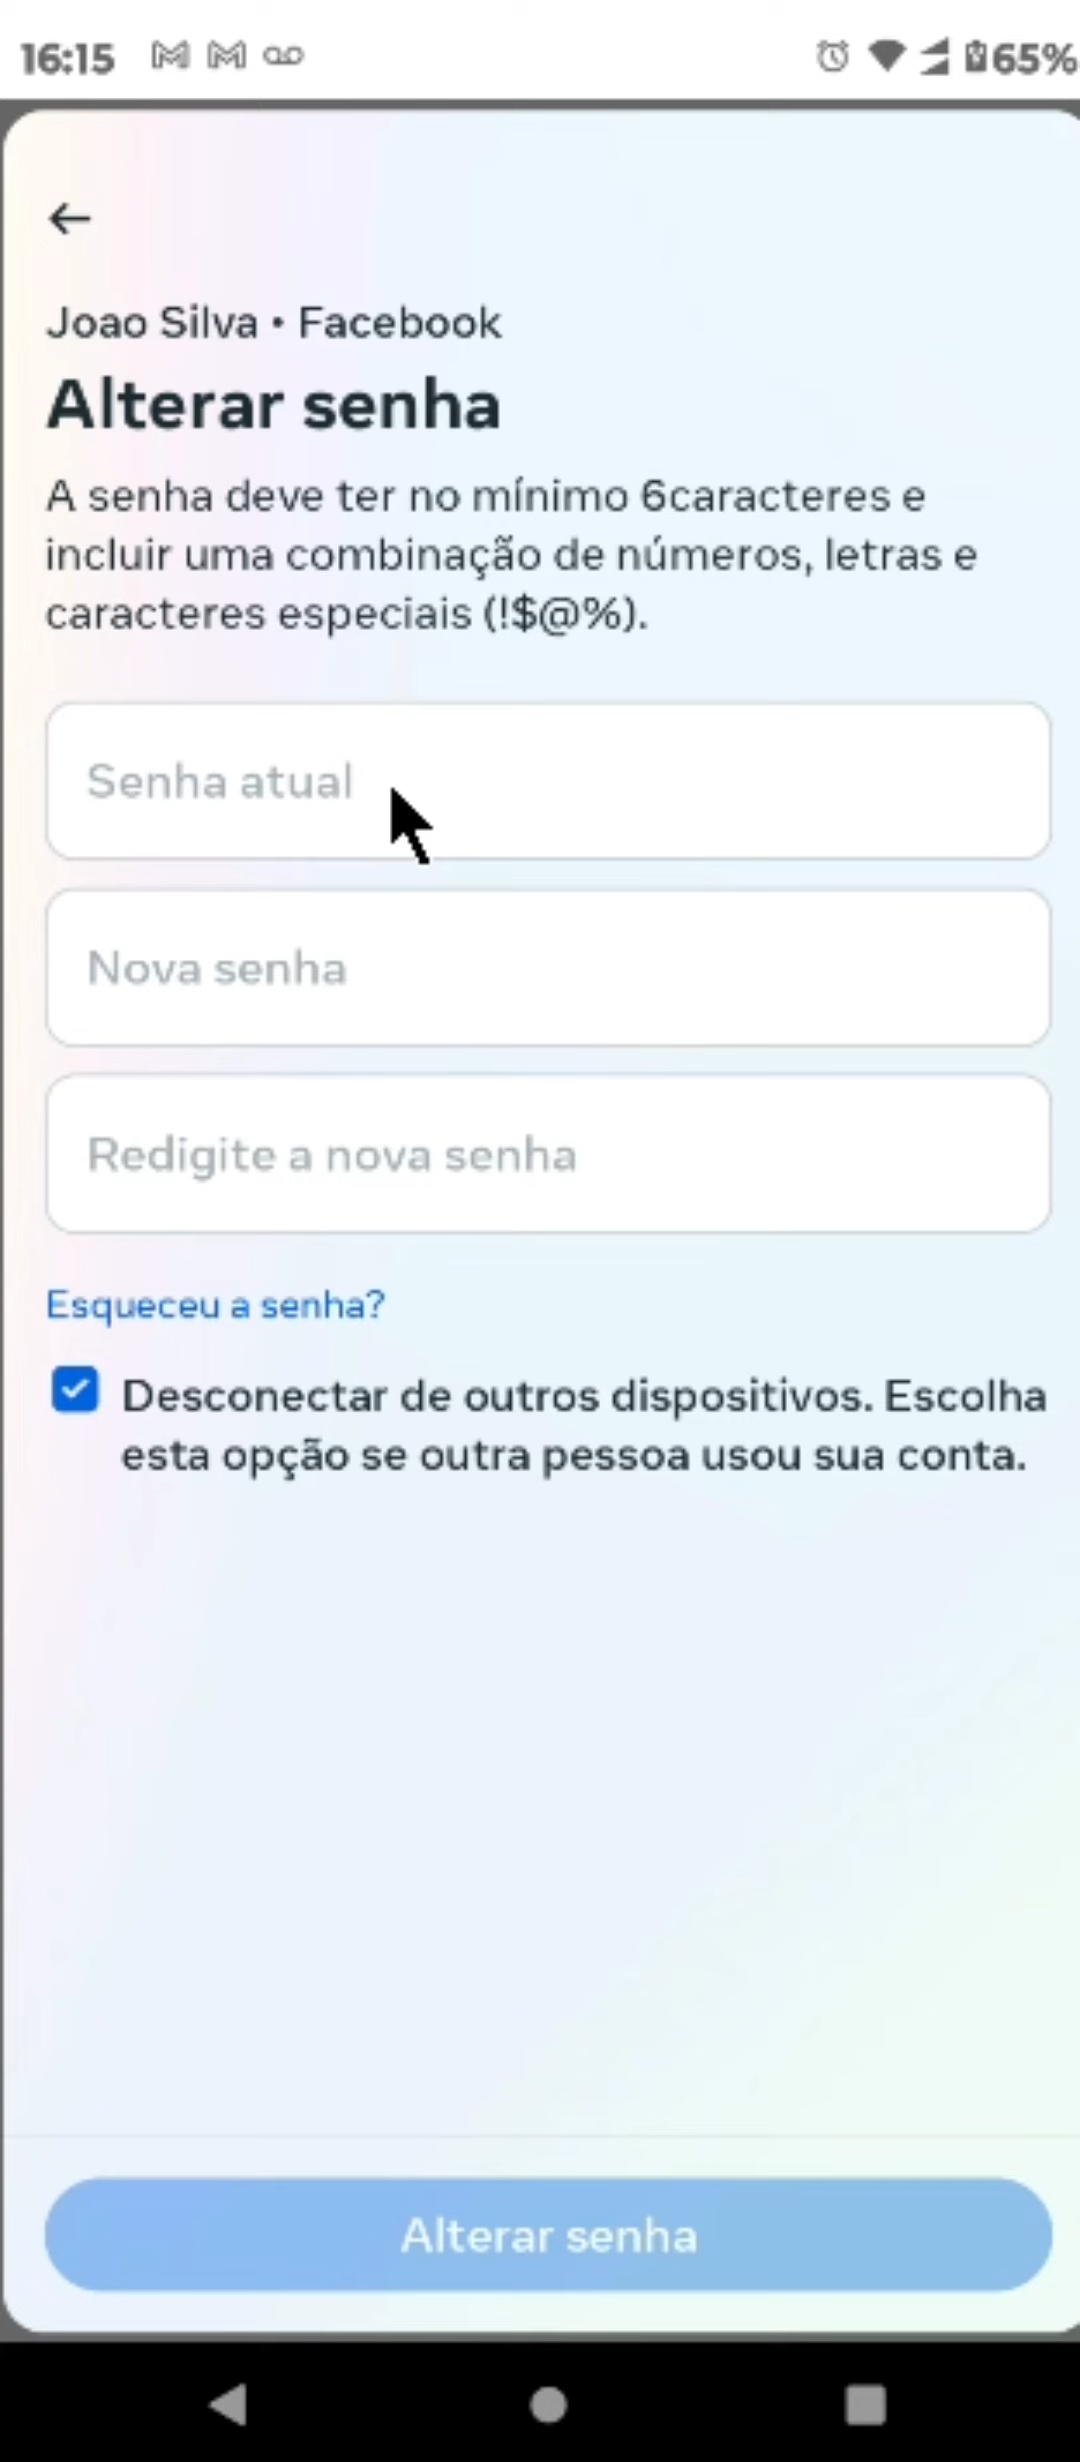 16:15
65%
Joao Silva • Facebook
Alterar senha
A senha deve ter no mínimo 6caracteres e
incluir uma combinação de números, letras e
caracteres especiais (!$@%).
Senha atual
Nova senha
Redigite a nova senha
Esqueceu a senha?
Desconectar de outros dispositivos. Escolha
esta opção se outra pessoa usou sua conta.
Alterar senha